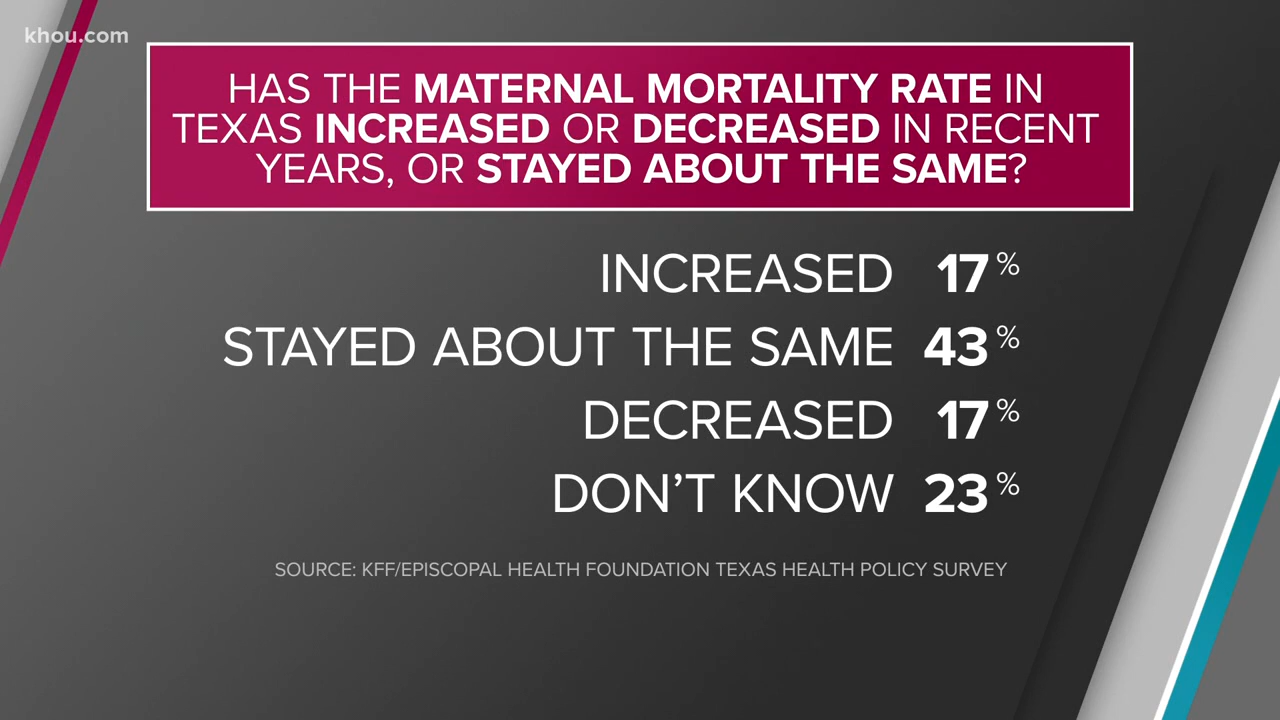 khou.com
HAS THE MATERNAL MORTALITY RATE IN
TEXAS INCREASED OR DECREASED IN RECENT
YEARS, OR STAYED ABOUT THE SAME?
INCREASED 17%
STAYED ABOUT THE SAME 43%
DECREASED 17%
DON'T KNOW 23%
SOURCE: KFF/EPISCOPAL HEALTH FOUNDATION TEXAS HEALTH POLICY SURVEY